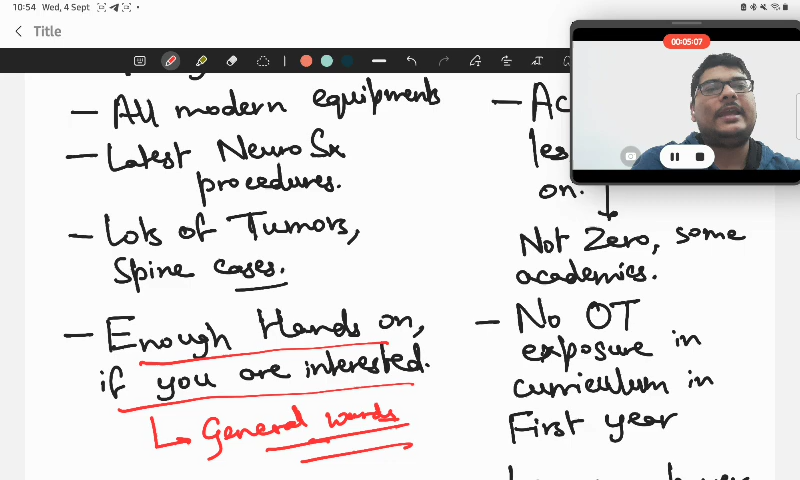 10:54 Wed, 4 Sept
Title
00:05:07
- All modern equipments
- Latest NeuroSx
procedures.
- Lots of Tumors,
Spine cases.
- Enough Hands on,
if you are interested.
General wards
- Ac
les
on.
Not Zero, some
academics.
- No OT
exposure in
curriculum in
First year